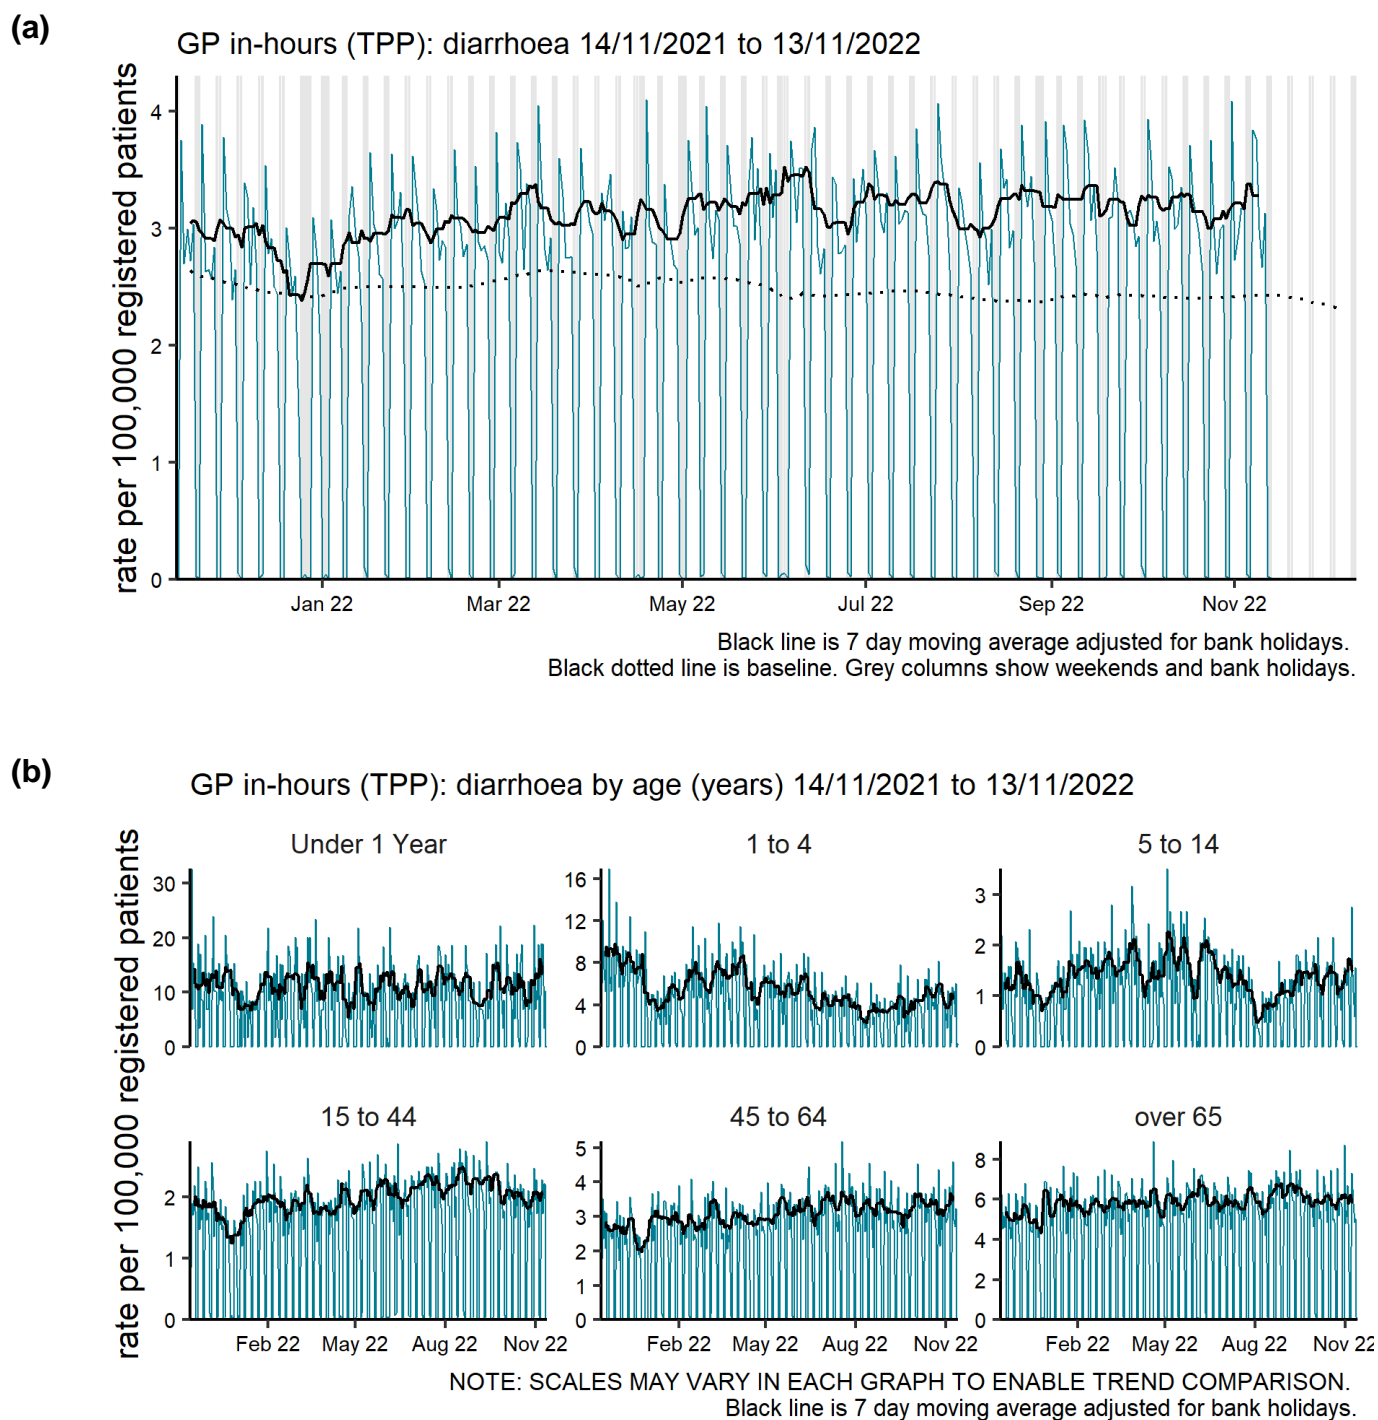 (a)
GP in-hours (TPP): diarrhoea 14/11/2021 to 13/11/2022
rate per 100,000 registered patients
4
3
2
1
0
Jan 22 Mar 22 May 22 Jul 22 Sep 22 Nov 22
Black line is 7 day moving average adjusted for bank holidays.
Black dotted line is baseline. Grey columns show weekends and bank holidays.
(b)
GP in-hours (TPP): diarrhoea by age (years) 14/11/2021 to 13/11/2022
rate per 100,000 registered patients
Under 1 Year
30
20
10
0
1 to 4
16
12
8
4
0
5 to 14
3
2
1
0
15 to 44
2
1
0
Feb 22 May 22 Aug 22 Nov 22
45 to 64
5
4
3
2
1
0
Feb 22 May 22 Aug 22 Nov 22
over 65
8
6
4
2
0
Feb 22 May 22 Aug 22 Nov 22
NOTE: SCALES MAY VARY IN EACH GRAPH TO ENABLE TREND COMPARISON.
Black line is 7 day moving average adjusted for bank holidays.